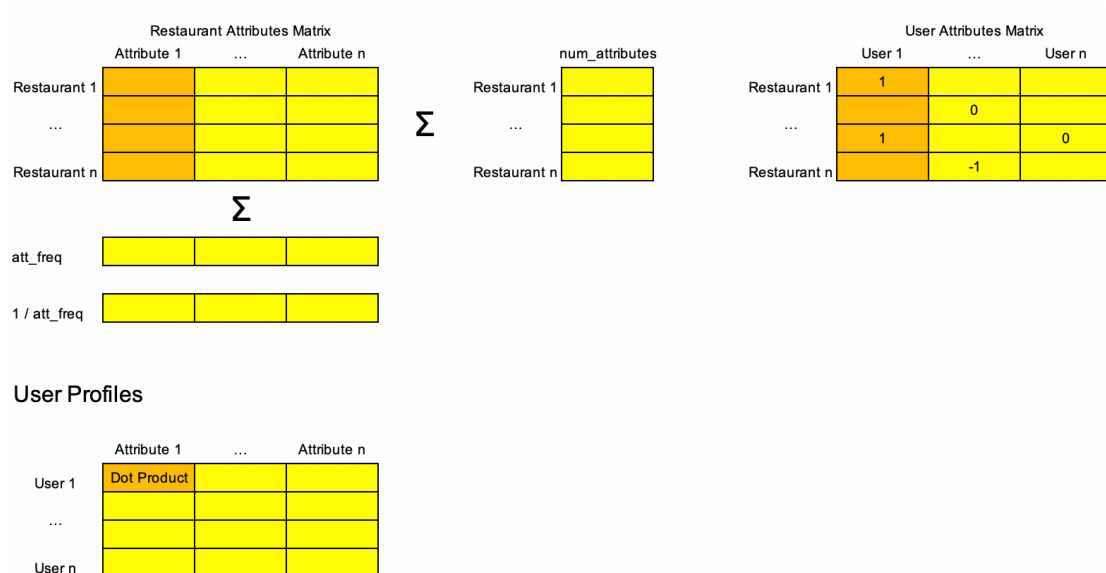 Restaurant Attributes Matrix
Attribute 1 ... Attribute n
Restaurant 1
...
Restaurant n
Σ
num_attributes
Restaurant 1
...
Restaurant n
User Attributes Matrix
User 1 ... User n
Restaurant 1 1
... 0
1 0
Restaurant n -1
Σ
att_freq
1 / att_freq
User Profiles
Attribute 1 ... Attribute n
User 1 Dot Product
...
User n